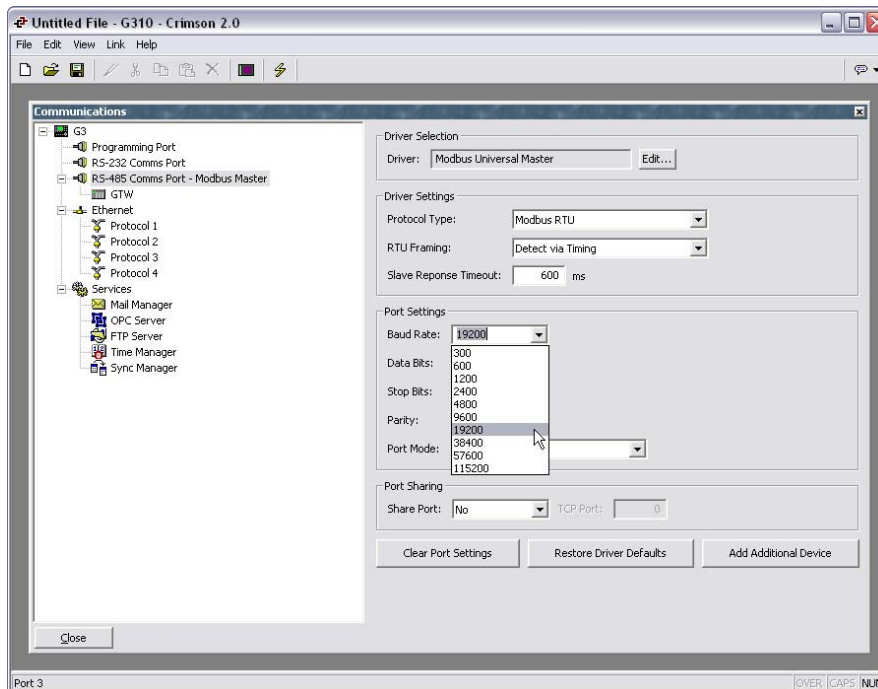 Untitled File - G310 - Crimson 2.0
File Edit View Link Help
Communications
G3
Programming Port
RS-232 Comms Port
RS-485 Comms Port - Modbus Master
GTW
Ethernet
Protocol 1
Protocol 2
Protocol 3
Protocol 4
Services
Mail Manager
OPC Server
FTP Server
Time Manager
Sync Manager
Driver Selection
Driver: Modbus Universal Master Edit...
Driver Settings
Protocol Type: Modbus RTU
RTU Framing: Detect via Timing
Slave Reponse Timeout: 600 ms
Port Settings
Baud Rate: 19200
300
Data Bits:
600
1200
Stop Bits:
2400
4800
Parity:
9600
19200
Port Mode:
38400
57600
115200
Port Sharing
Share Port: No TCP Port: 0
Clear Port Settings Restore Driver Defaults Add Additional Device
Close
Port 3 OVER CAPS NUM